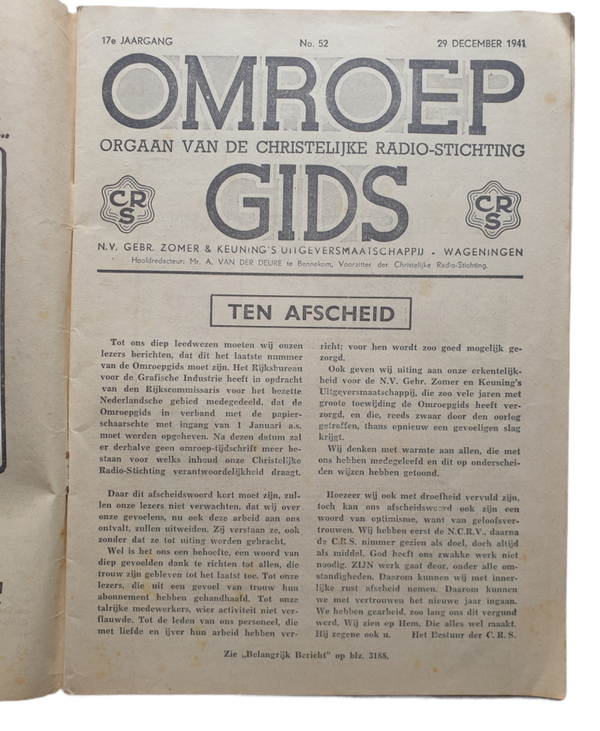 17e JAARGANG No. 52 29 DECEMBER 1941
OMROEP
ORGAAN VAN DE CHRISTELIJKE RADIO-STICHTING
GIDS
CRS
CRS
N.V. GEBR. ZOMER & KEUNING'S UITGEVERSMAATSCHAPPIJ - WAGENINGEN
Hoofdredacteur: Mr. A. VAN DER DEURE te Bennekom, Voorzitter der Christelijke Radio-Stichting.
TEN AFSCHEID
Tot ons diep leedwezen moeten wij onzen
lezers berichten, dat dit het laatste nummer
van de Omroepgids moet zijn. Het Rijksbureau
voor de Grafische Industrie heeft in opdracht
van den Rijkscommissaris voor het bezette
Nederlandsche gebied medegedeeld, dat de
Omroepgids in verband met de papier-
schaarschte met ingang van 1 Januari a.s.
moet worden opgeheven. Na dezen datum zal
er derhalve geen omroep-tijdschrift meer be-
staan voor welks inhoud onze Christelijke
Radio-Stichting verantwoordelijkheid draagt.
Daar dit afscheidswoord kort moet zijn, zul-
len onze lezers niet verwachten, dat wij over
onze gevoelens, nu ook deze arbeid aan ons
ontvalt, zullen uitweiden. Zij verstaan ze, ook
zonder dat ze tot uiting worden gebracht.
Wel is het ons een behoefte, een woord van
diep gevoelden dank te richten tot allen, die
trouw zijn gebleven tot het laatst toe. Tot onze
lezers, die uit een gevoel van trouw hun
abonnement hebben gehandhaafd. Tot onze
talrijke medewerkers, wier activiteit niet ver-
flauwde. Tot de leden van ons personeel, die
met liefde en ijver hun arbeid hebben ver-
richt; voor hen wordt zoo goed mogelijk ge-
zorgd.
Ook geven wij uiting aan onze erkentelijk-
heid voor de N.V. Gebr. Zomer en Keuning's
Uitgeversmaatschappij, die zoo vele jaren met
groote toewijding de Omroepgids heeft ver-
zorgd, en die, reeds zwaar door den oorlog
getroffen, thans opnieuw een gevoeligen slag
krijgt.
Wij denken met warmte aan allen, die met
ons hebben medegeleefd en dit op onderschei-
den wijzen hebben getoond.
Hoezeer wij ook met droefheid vervuld zijn,
toch kan ons afscheidswoord ook zijn een
woord van optimisme, want van geloofsver-
trouwen. Wij hebben eerst de N.C.R.V., daarna
de C.R.S. nimmer gezien als doel, doch altijd
als middel. God heeft ons zwakke werk niet
noodig. ZIJN werk gaat door, onder alle om-
standigheden. Daarom kunnen wij met inner-
lijke rust afscheid nemen. Daarom kunnen
we met vertrouwen het nieuwe jaar ingaan.
We hebben gearbeid, zoo lang ons dit vergund
werd. Wij zien op Hem, Die alles wel maakt.
Hij zegene ook u. Het Bestuur der C. R. S.
Zie „Belangrijk Bericht" op blz. 3188.